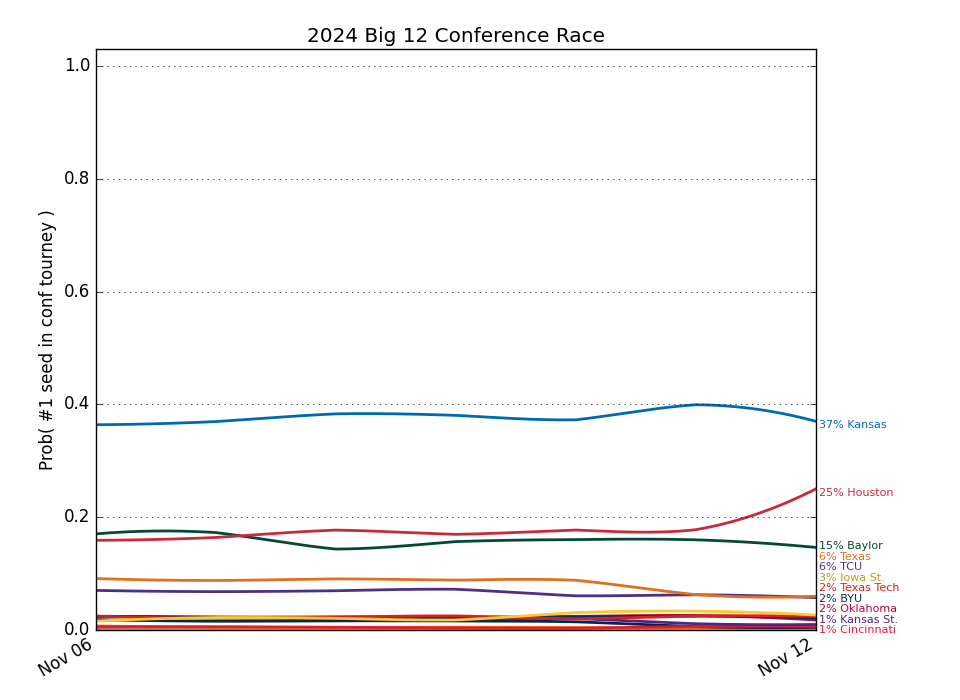 2024 Big 12 Conference Race
Prob( #1 seed in conf tourney )
1.0
0.8
0.6
0.4
0.2
0.0
37% Kansas
25% Houston
15% Baylor
6% Texas
6% TCU
3% Iowa St.
2% Texas Tech
2% BYU
2% Oklahoma
1% Kansas St.
1% Cincinnati
Nov 06
Nov 12